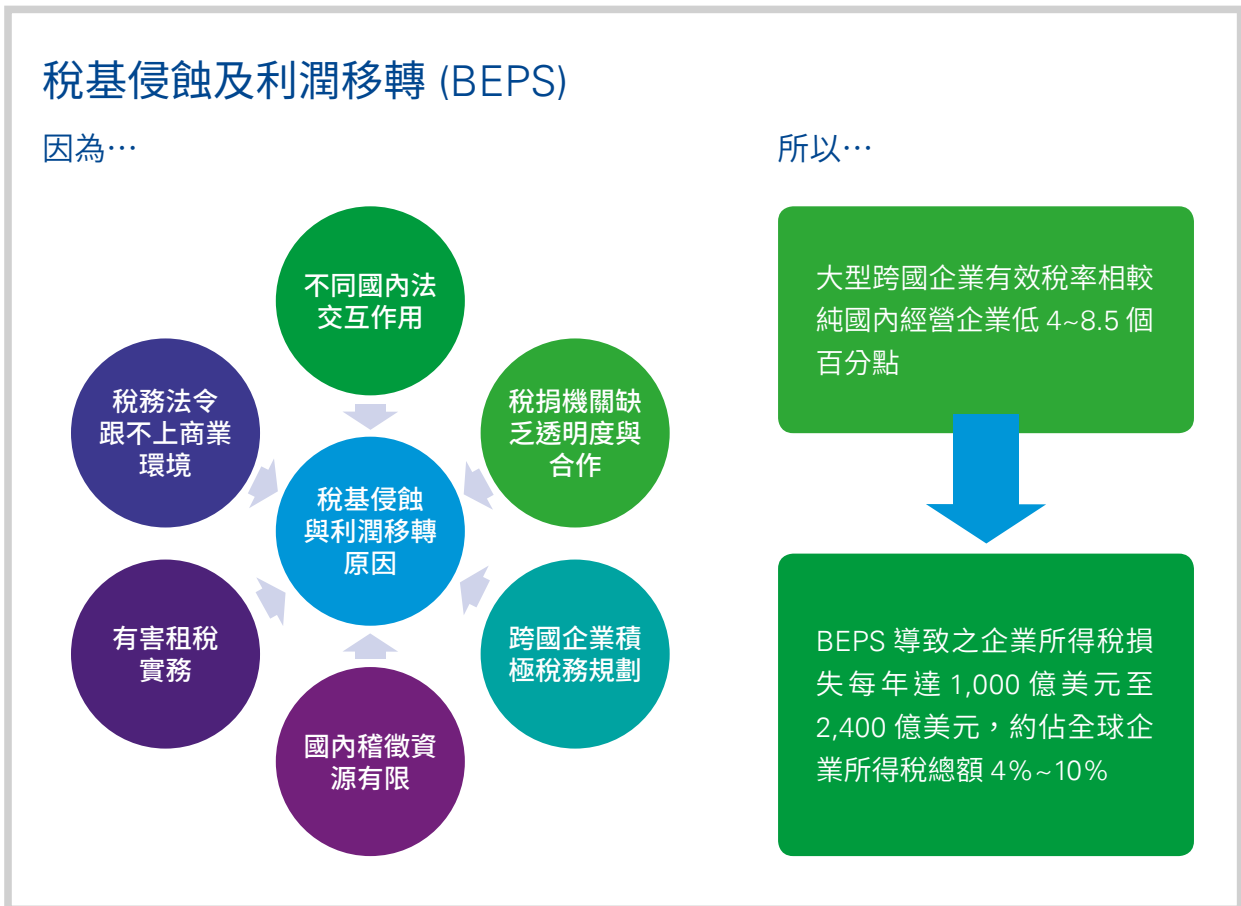 稅基侵蝕及利潤移轉 (BEPS)
因為…
不同國內法
交互作用
稅捐機關缺
乏透明度與
合作
跨國企業積
極稅務規劃
國內稽徵資
源有限
有害租稅
實務
稅務法令
跟不上商業
環境
稅基侵蝕
與利潤移轉
原因
所以…
大型跨國企業有效稅率相較
純國內經營企業低 4~8.5 個
百分點
BEPS 導致之企業所得稅損
失每年達 1,000 億美元至
2,400 億美元，約佔全球企
業所得稅總額 4%~10%